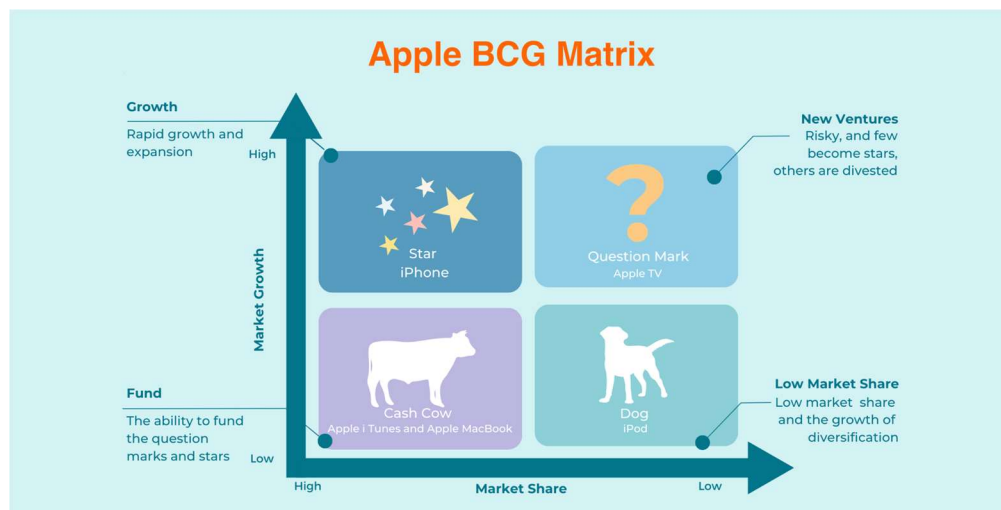 Apple BCG Matrix
Growth
Rapid growth and
expansion
High
New Ventures
Risky, and few
become stars,
others are divested
Star
iPhone
?
Question Mark
Apple TV
Market Growth
Fund
The ability to fund
the question
marks and stars
Low
Cash Cow
Apple i Tunes and Apple MacBook
Dog
iPod
Low Market Share
Low market share
and the growth of
diversification
High
Market Share
Low